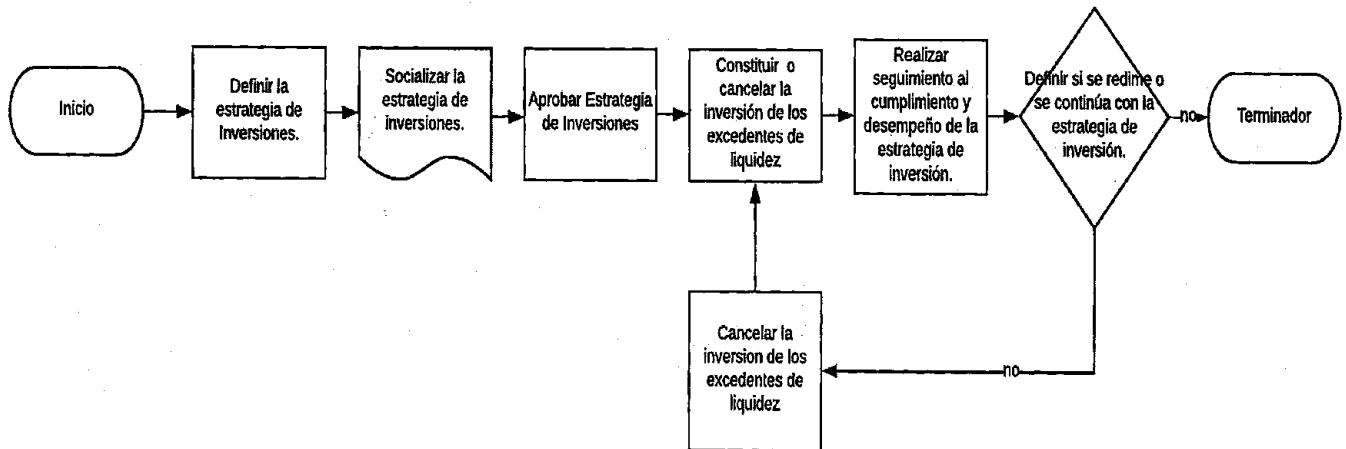 Inicio
Definir la
estrategia de
Inversiones.
Socializar la
estrategia de
inversiones.
Aprobar Estrategia
de Inversiones
Constituir o
cancelar la
inversión de los
excedentes de
liquidez
Realizar
seguimiento al
cumplimiento y
desempeño de la
estrategia de
inversión.
Definir si se redime o
se continúa con la
estrategia de
inversión.
no
Terminador
Cancelar la
inversion de los
excedentes de
liquidez
no